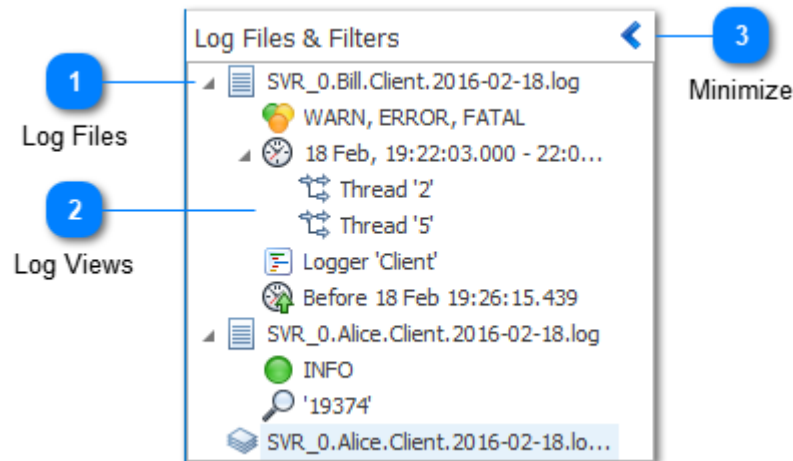 Log Files & Filters
3
Minimize
1
Log Files
SVR_0.Bill.Client.2016-02-18.log
WARN, ERROR, FATAL
18 Feb, 19:22:03.000 - 22:0...
2
Log Views
Thread '2'
Thread '5'
Logger 'Client'
Before 18 Feb 19:26:15.439
SVR_0.Alice.Client.2016-02-18.log
INFO
'19374'
SVR_0.Alice.Client.2016-02-18.lo...